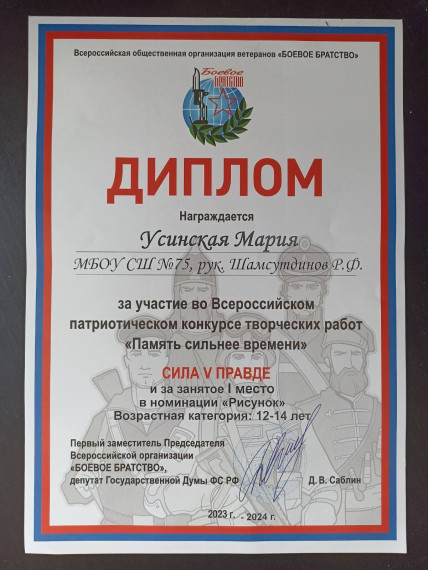 Всероссийская общественная организация ветеранов «БОЕВОЕ БРАТСТВО»
Боевое
БРАТСТВО
ДИПЛОМ
Награждается
Усинская Мария
МБОУ СШ №75, рук. Шамсутдинов Р.Ф.
за участие во Всероссийском
патриотическом конкурсе творческих работ
«Память сильнее времени»
СИЛА V ПРАВДЕ
и за занятое I место
в номинации «Рисунок»
Возрастная категория: 12-14 лет
Первый заместитель Председателя
Всероссийской организации
«БОЕВОЕ БРАТСТВО»,
депутат Государственной Думы ФС РФ
Д. В. Саблин
2023 г. - 2024 г.